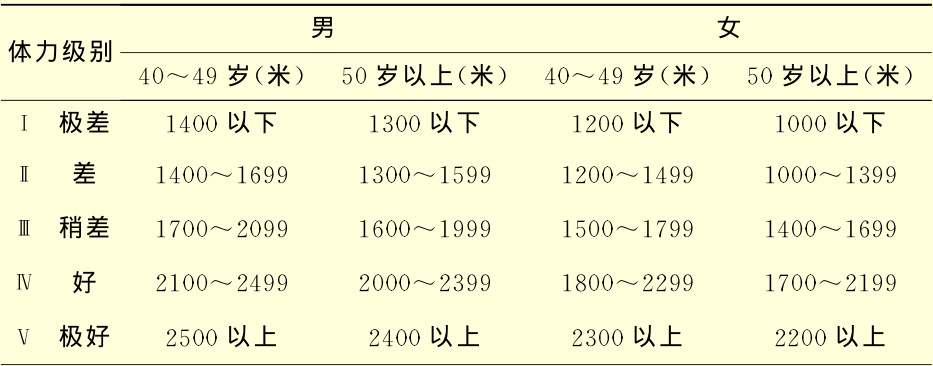 体力级别 男 女
40～49 岁(米) 50 岁以上(米) 40～49 岁(米) 50 岁以上(米)
Ⅰ 极差 1400 以下 1300 以下 1200 以下 1000 以下
Ⅱ 差 1400～1699 1300～1599 1200～1499 1000～1399
Ⅲ 稍差 1700～2099 1600～1999 1500～1799 1400～1699
Ⅳ 好 2100～2499 2000～2399 1800～2299 1700～2199
Ⅴ 极好 2500 以上 2400 以上 2300 以上 2200 以上